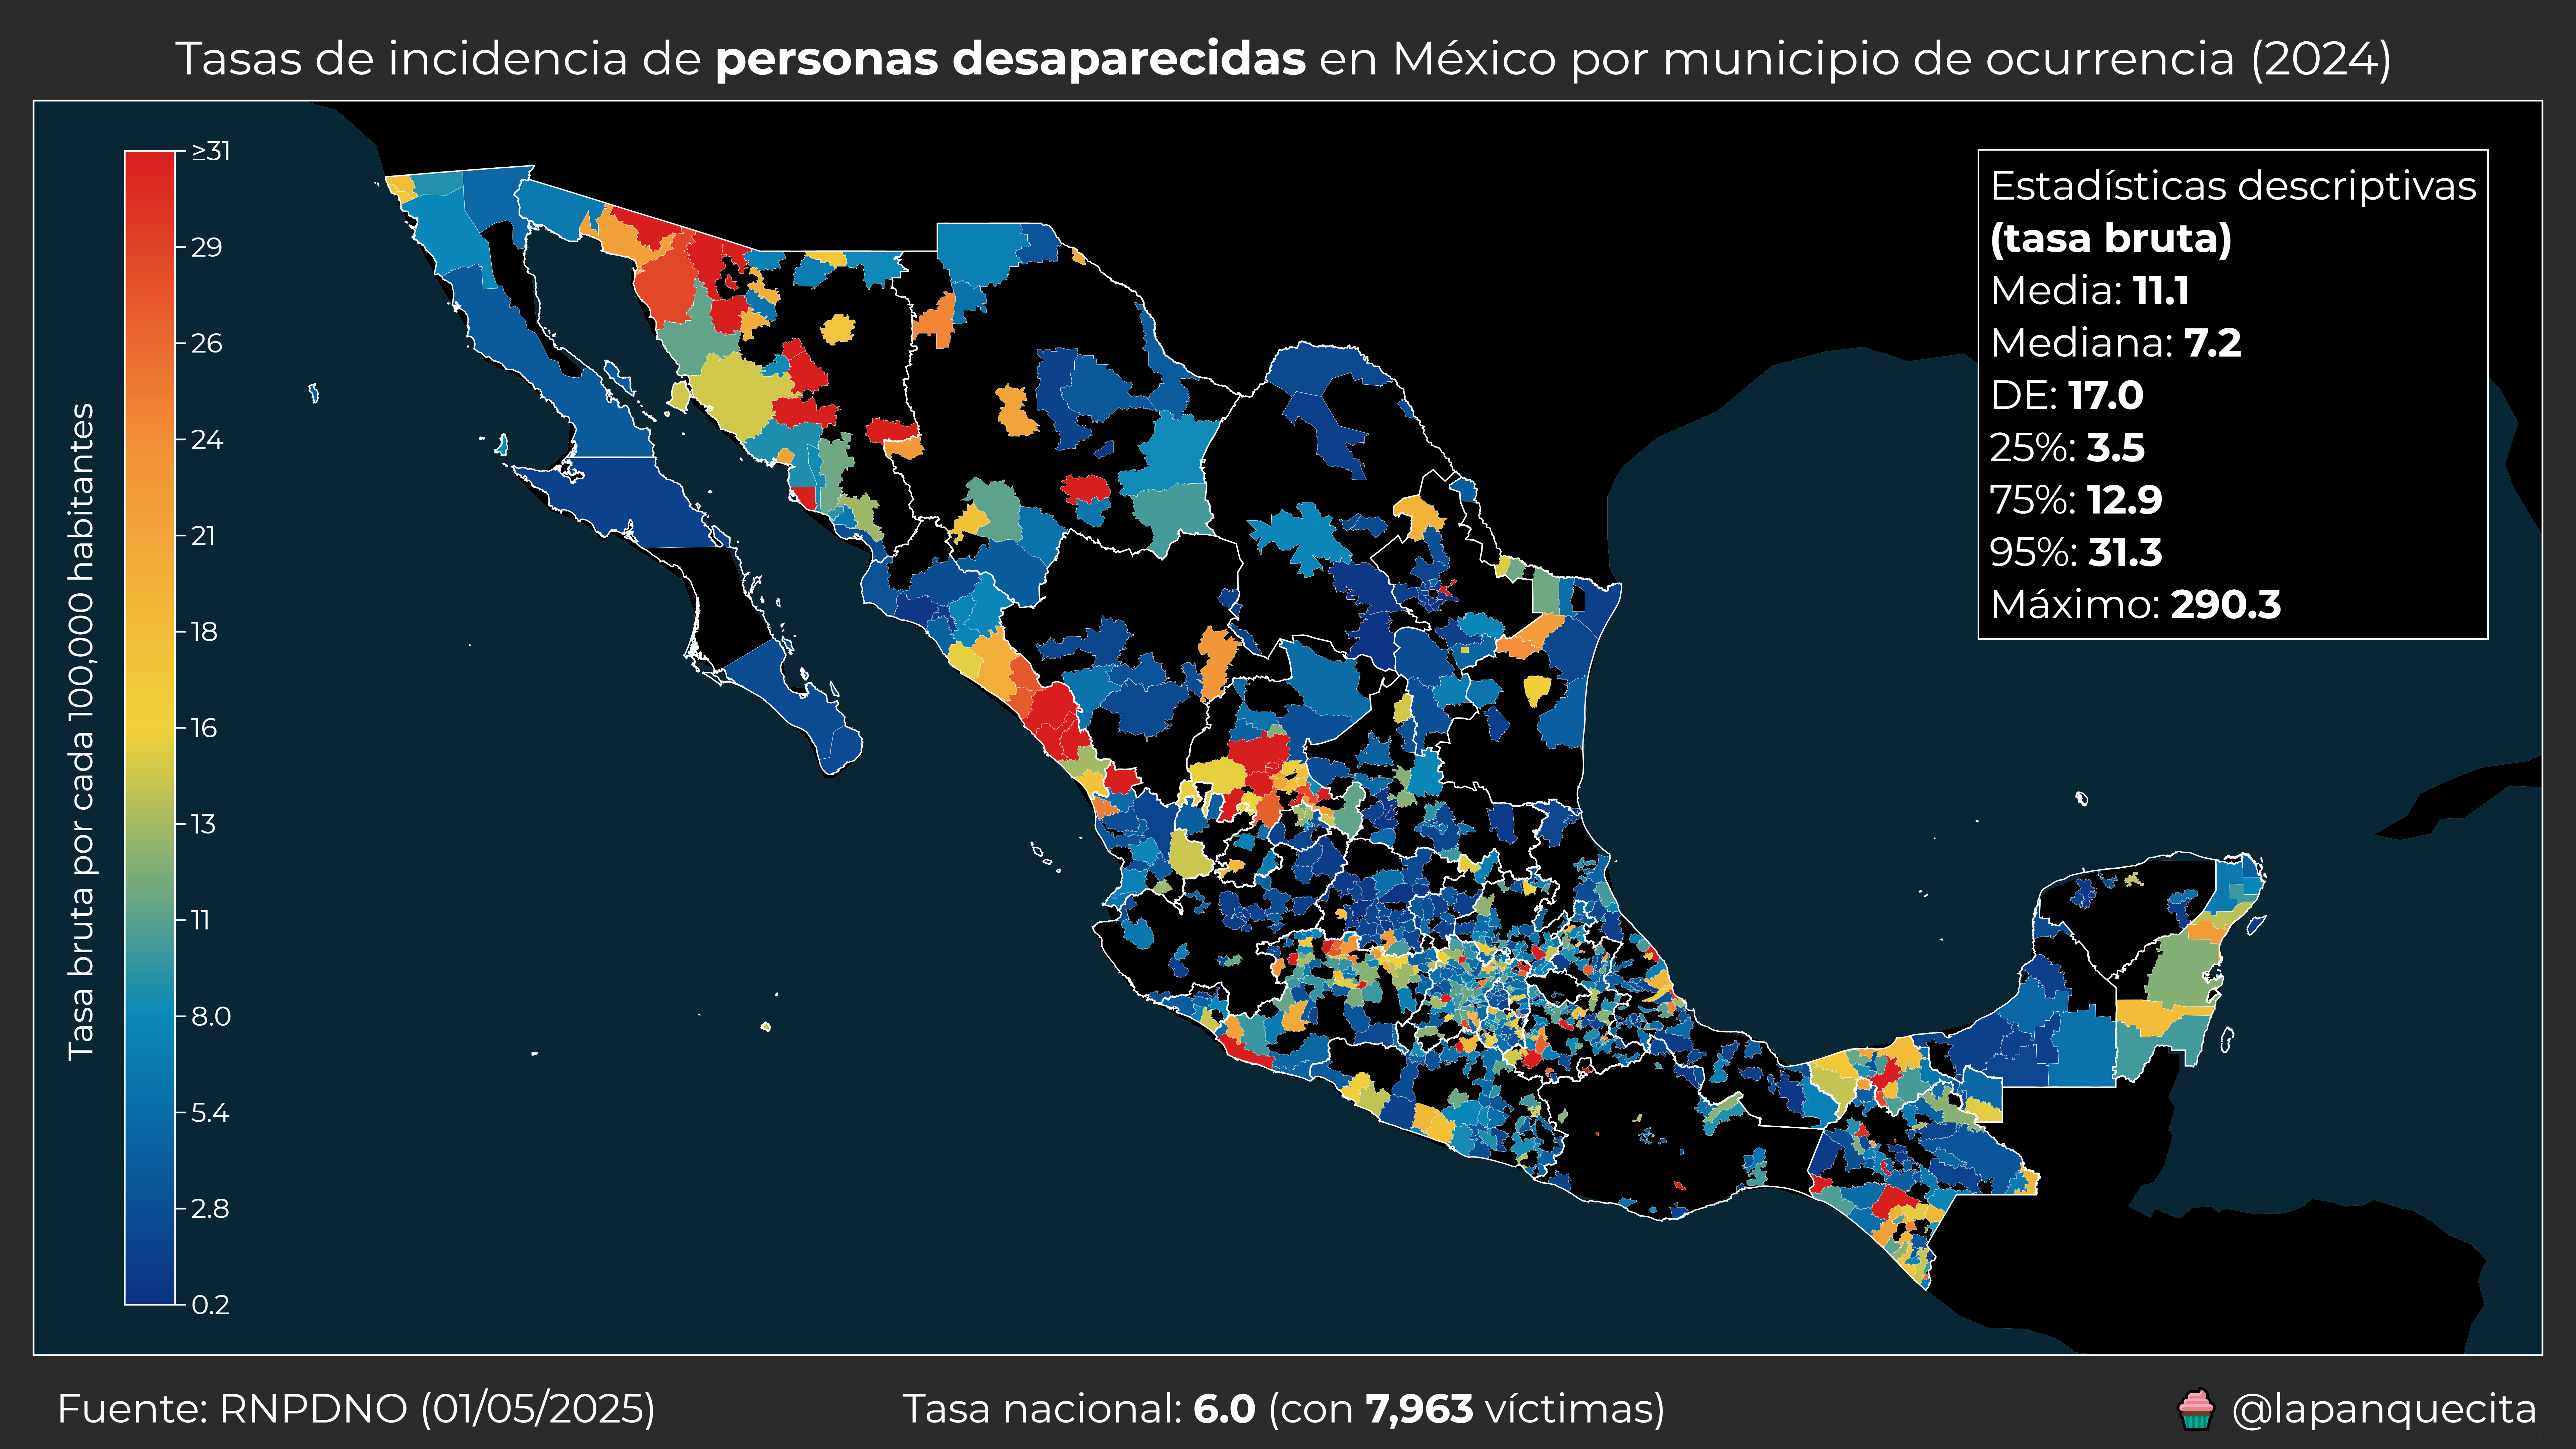 Tasas de incidencia de personas desaparecidas en México por municipio de ocurrencia (2024)
Tasa bruta por cada 100,000 habitantes
≥31
29
26
24
21
18
16
13
11
8.0
5.4
2.8
0.2
Estadísticas descriptivas
(tasa bruta)
Media: 11.1
Mediana: 7.2
DE: 17.0
25%: 3.5
75%: 12.9
95%: 31.3
Máximo: 290.3
Fuente: RNPDNO (01/05/2025)
Tasa nacional: 6.0 (con 7,963 víctimas)
@lapanquecita